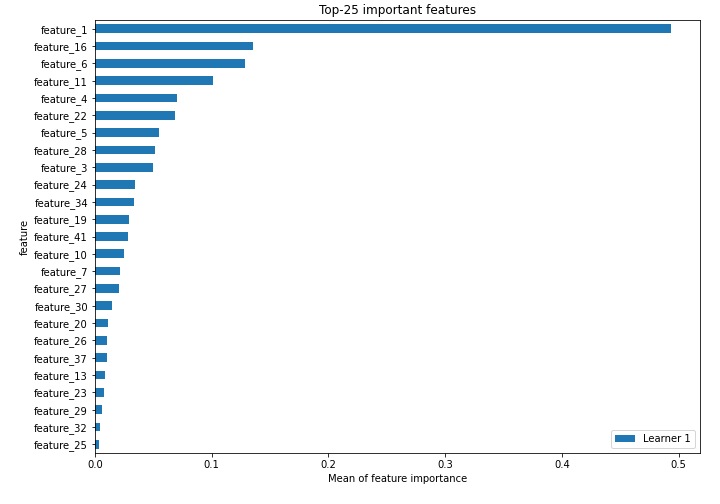 Top-25 important features
feature_1
feature_16
feature_6
feature_11
feature_4
feature_22
feature_5
feature_28
feature_3
feature_24
feature_34
feature_19
feature_41
feature_10
feature_7
feature_27
feature_30
feature_20
feature_26
feature_37
feature_13
feature_23
feature_29
feature_32
feature_25
feature
Learner 1
0.0 0.1 0.2 0.3 0.4 0.5
Mean of feature importance